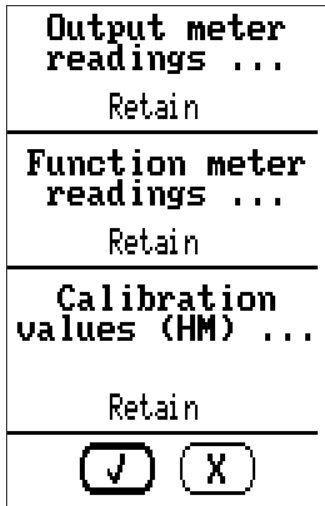 Output meter
readings ...
Retain
Function meter
readings ...
Retain
Calibration
values (HM) ...
Retain
√ X